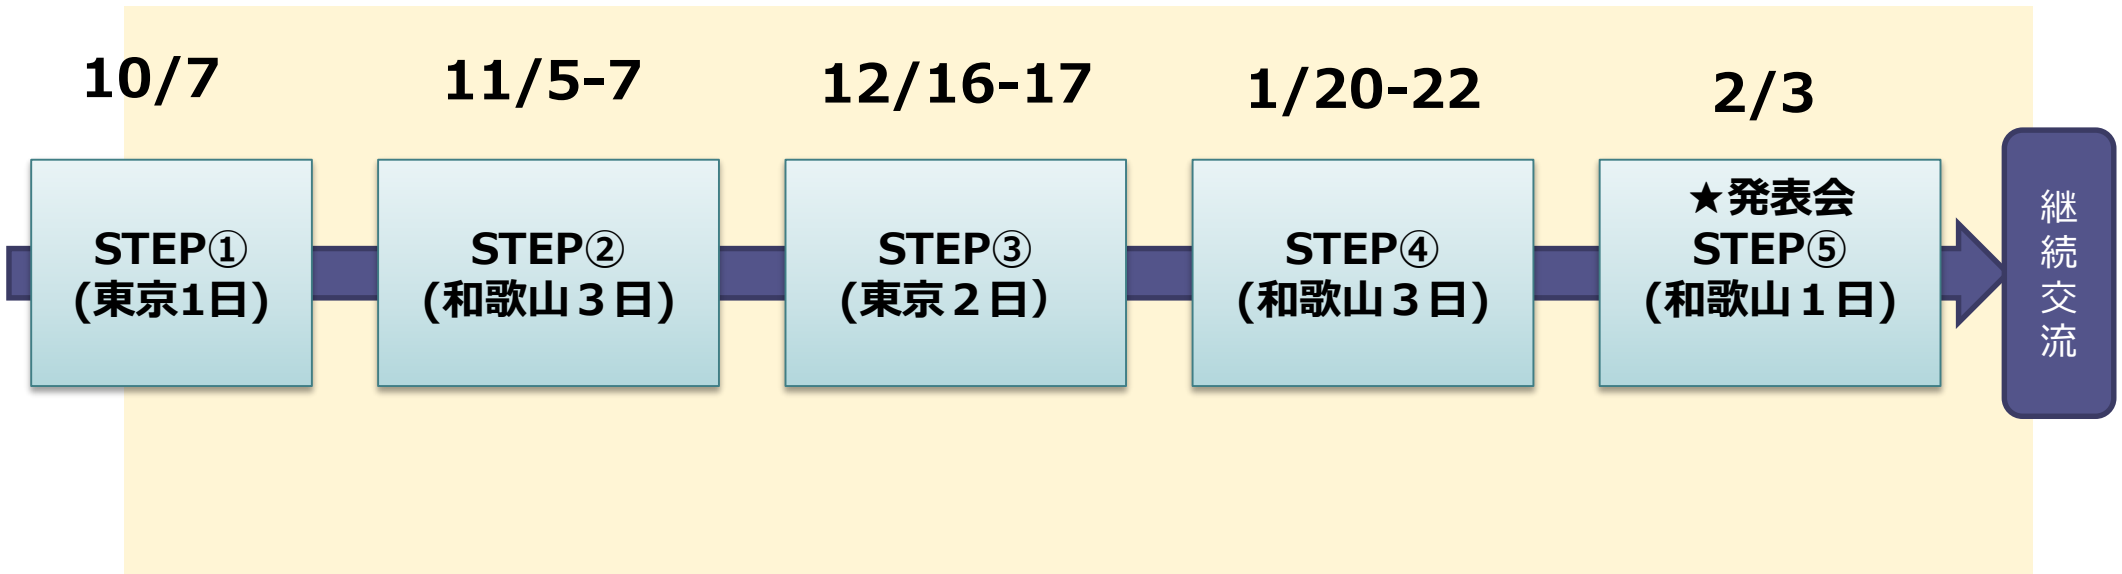 10/7
11/5-7
12/16-17
1/20-22
2/3
STEP①
(東京1日)
STEP②
(和歌山３日)
STEP③
(東京２日）
STEP④
(和歌山３日)
★発表会
STEP⑤
(和歌山１日)
継続交流